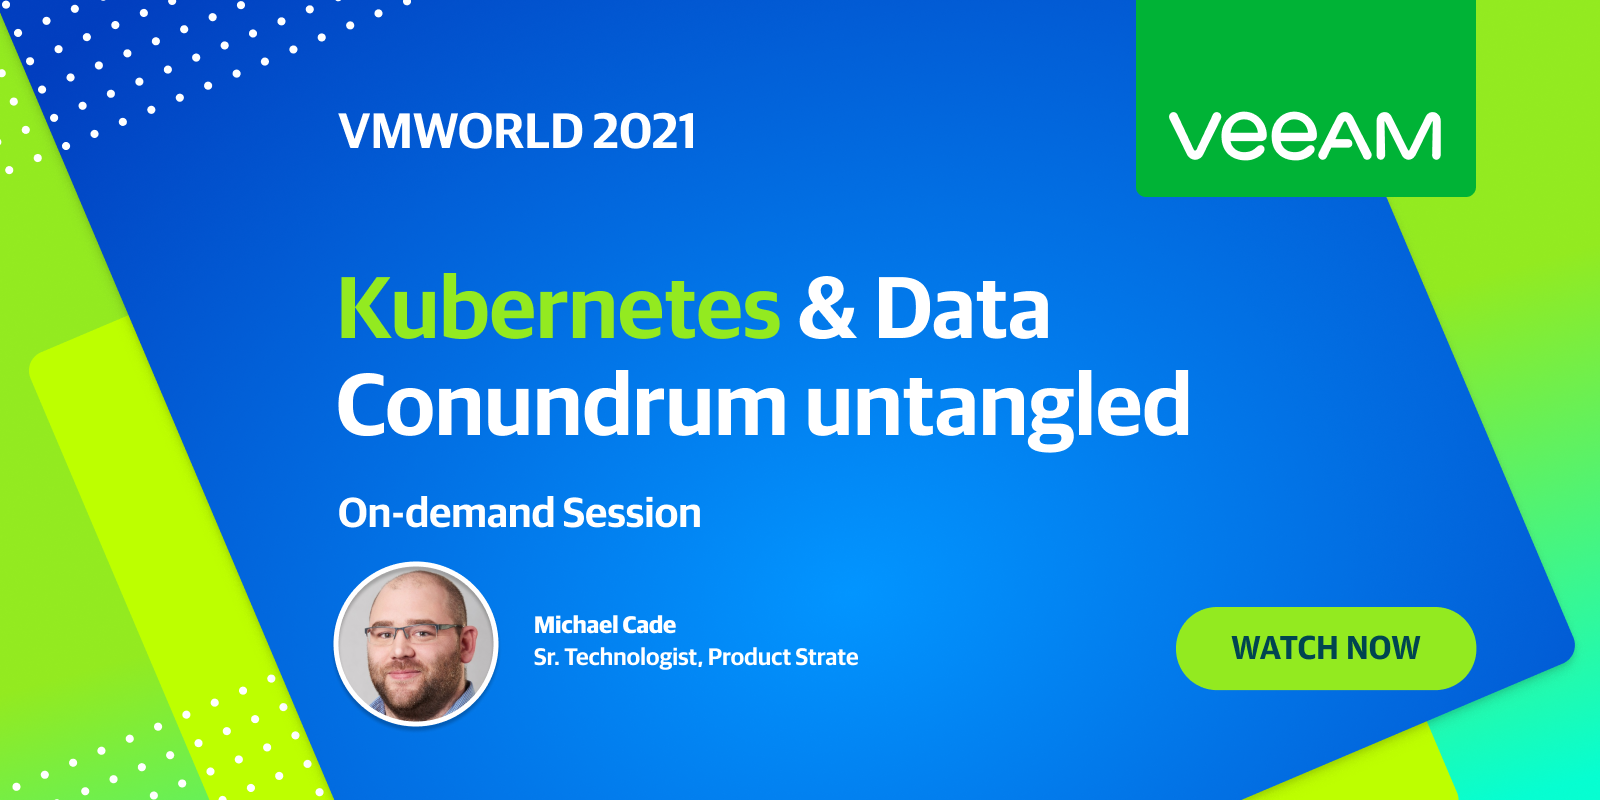 VMWORLD 2021
veeAM
Kubernetes & Data
Conundrum untangled
On-demand Session
Michael Cade
Sr. Technologist, Product Strate
WATCH NOW